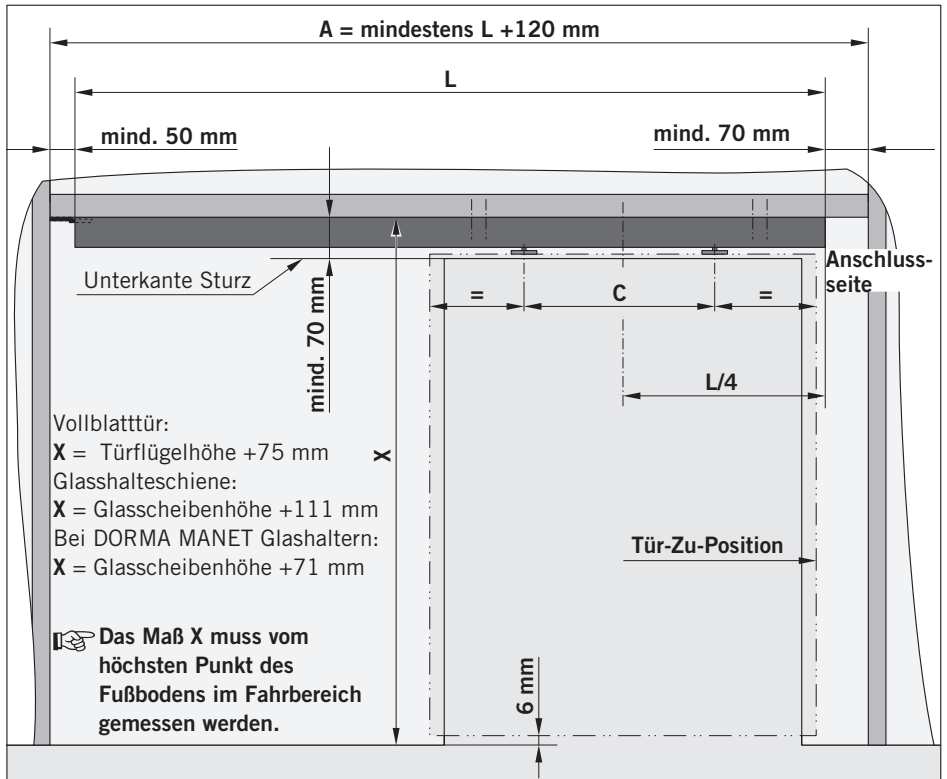 A = mindestens L +120 mm
L
mind. 50 mm
mind. 70 mm
Unterkante Sturz
mind. 70 mm
X
=
C
=
Anschluss-
seite
L/4
Vollblatttür:
X = Türflügelhöhe +75 mm
Glasshalteschiene:
X = Glasscheibenhöhe +111 mm
Bei DORMA MANET Glashaltern:
X = Glasscheibenhöhe +71 mm
Tür-Zu-Position
Das Maß X muss vom
höchsten Punkt des
Fußbodens im Fahrbereich
gemessen werden.
6 mm